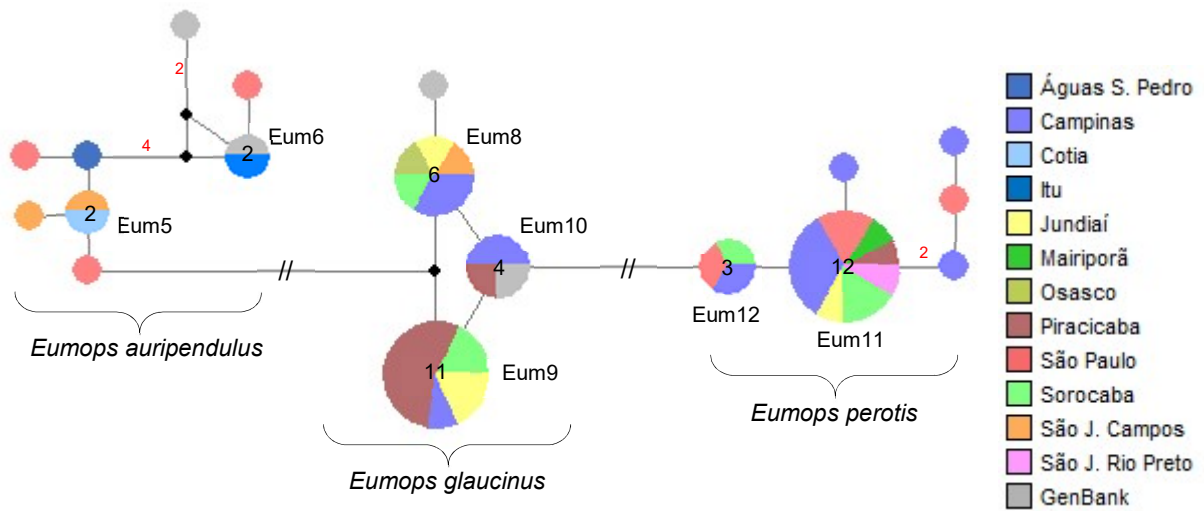 2
4
2
Eum6
2
Eum5
//
Eumops auripendulus
Eum8
6
Eum10
4
11
Eum9
Eumops glaucinus
//
3
Eum12
12
Eum11
2
Eumops perotis
Águas S. Pedro
Campinas
Cotia
Itu
Jundiaí
Mairiporã
Osasco
Piracicaba
São Paulo
Sorocaba
São J. Campos
São J. Rio Preto
GenBank